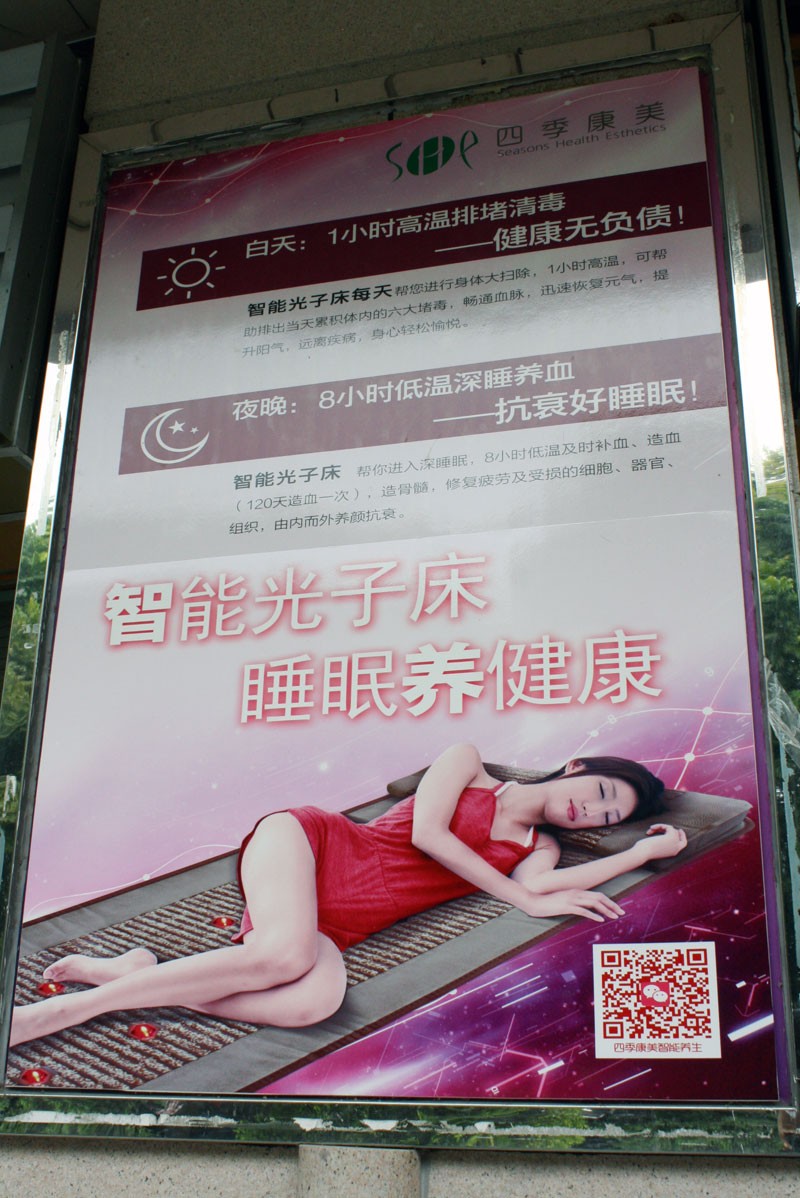 SHE 四季康美
Seasons Health Esthetics
白天：1小时高温排堵清毒
——健康无负债！
智能光子床每天帮您进行身体大扫除，1小时高温，可帮
助排出当天累积体内的六大堵毒，畅通血脉，迅速恢复元气，提
升阳气，远离疾病，身心轻松愉悦。
夜晚：8小时低温深睡养血
——抗衰好睡眠！
智能光子床 帮你进入深睡眠，8小时低温及时补血、造血
（120天造血一次），造骨髓，修复疲劳及受损的细胞、器官、
组织，由内而外养颜抗衰。
智能光子床
睡眠养健康
四季康美智能养生